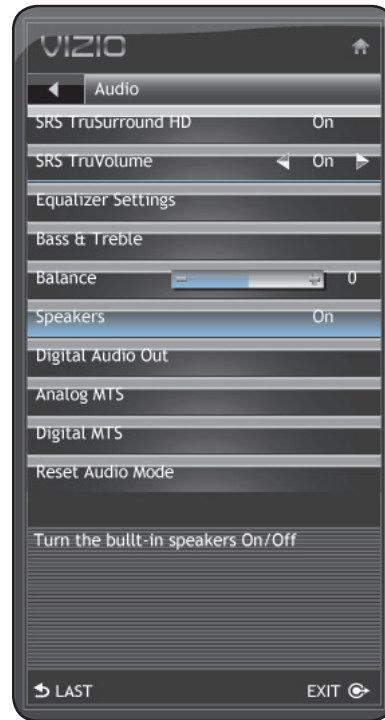 VIZIO
Audio
SRS TruSurround HD On
SRS TruVolume On
Equalizer Settings
Bass & Treble
Balance 0
Speakers On
Digital Audio Out
Analog MTS
Digital MTS
Reset Audio Mode
Turn the bullt-in speakers On/Off
LAST EXIT